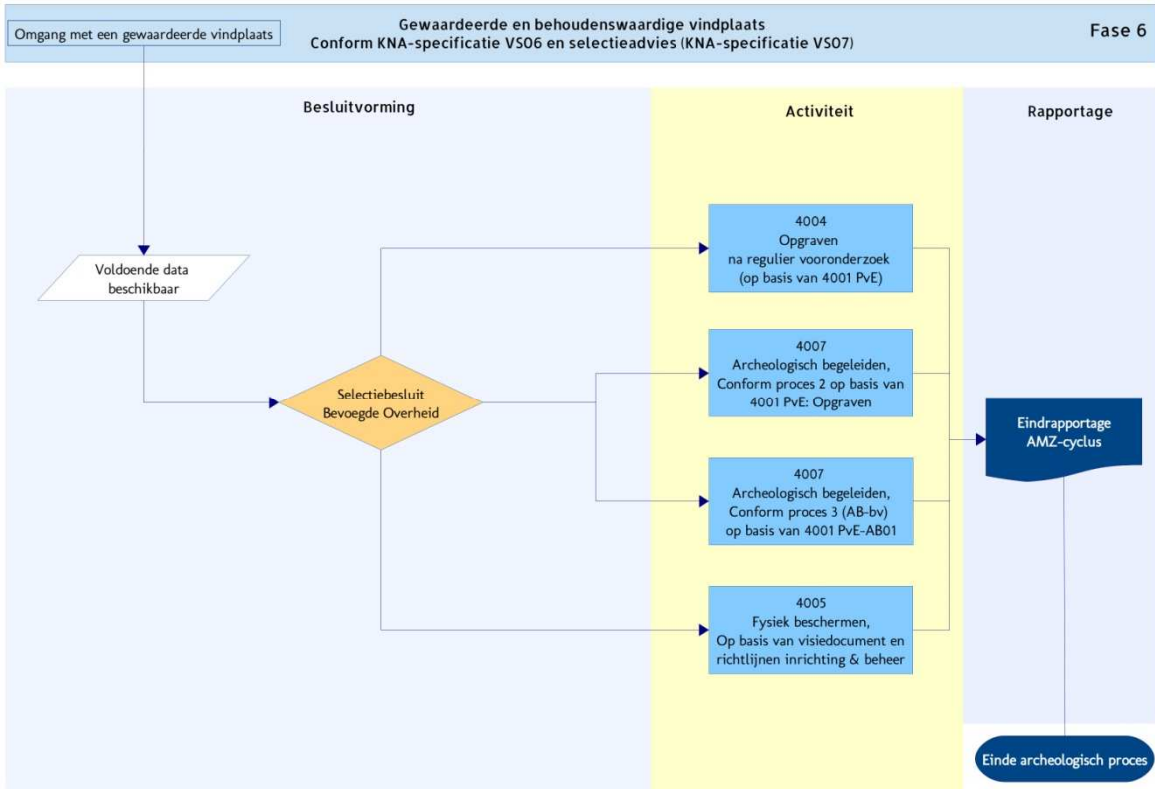 Omgang met een gewaardeerde vindplaats
Gewaardeerde en behoudenswaardige vindplaats
Conform KNA-specificatie VS06 en selectieadvies (KNA-specificatie VS07)
Fase 6
Besluitvorming
Activiteit
Rapportage
Voldoende data
beschikbaar
Selectiebesluit
Bevoegde Overheid
4004
Opgraven
na regulier vooronderzoek
(op basis van 4001 PvE)
4007
Archeologisch begeleiden,
Conform proces 2 op basis van
4001 PvE: Opgraven
4007
Archeologisch begeleiden,
Conform proces 3 (AB-bv)
op basis van 4001 PvE-AB01
4005
Fysiek beschermen,
Op basis van visiedocument en
richtlijnen inrichting & beheer
Eindrapportage
AMZ-cyclus
Einde archeologisch proces